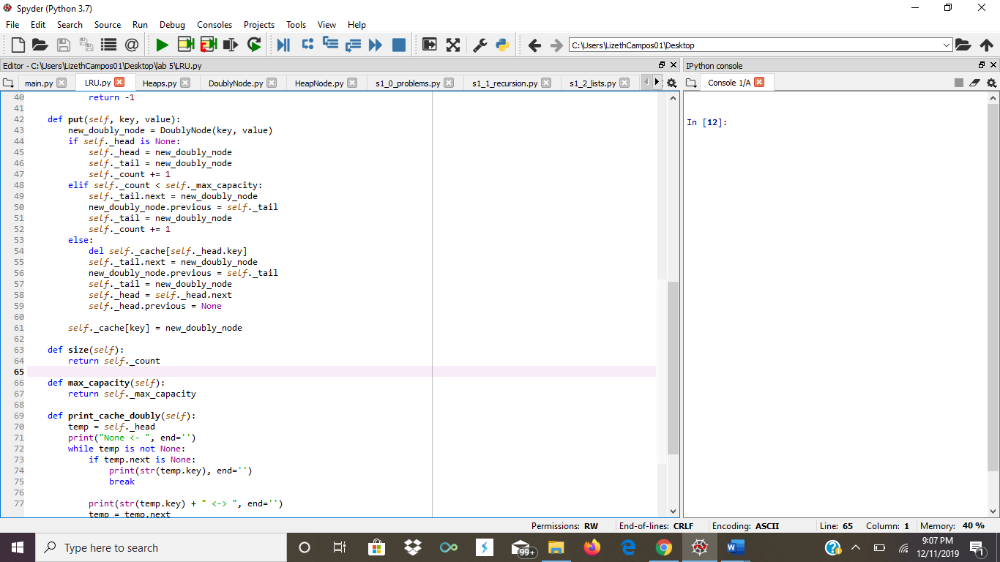 Spyder (Python 3.7)
File Edit Search Source Run Debug Consoles Projects Tools View Help
C:\Users\LizethCampos01\Desktop
Editor - C:\Users\LizethCampos01\Desktop\lab 5\LRU.py
IPython console
main.py LRU.py Heaps.py DoublyNode.py HeapNode.py s1_0_problems.py s1_1_recursion.py s1_2_lists.py
Console 1/A
40             return -1
41
42     def put(self, key, value):
43         new_doubly_node = DoublyNode(key, value)
44         if self._head is None:
45             self._head = new_doubly_node
46             self._tail = new_doubly_node
47             self._count += 1
48         elif self._count < self._max_capacity:
49             self._tail.next = new_doubly_node
50             new_doubly_node.previous = self._tail
51             self._tail = new_doubly_node
52             self._count += 1
53         else:
54             del self._cache[self._head.key]
55             self._tail.next = new_doubly_node
56             new_doubly_node.previous = self._tail
57             self._tail = new_doubly_node
58             self._head = self._head.next
59             self._head.previous = None
60
61         self._cache[key] = new_doubly_node
62
63     def size(self):
64         return self._count
65
66     def max_capacity(self):
67         return self._max_capacity
68
69     def print_cache_doubly(self):
70         temp = self._head
71         print("None <- ", end='')
72         while temp is not None:
73             if temp.next is None:
74                 print(str(temp.key), end='')
75                 break
76
77             print(str(temp.key) + " <-> ", end='')
            temp = temp.next
In [12]:
Permissions: RW End-of-lines: CRLF Encoding: ASCII Line: 65 Column: 1 Memory: 40 %
Type here to search
99+
9:07 PM
12/11/2019
1